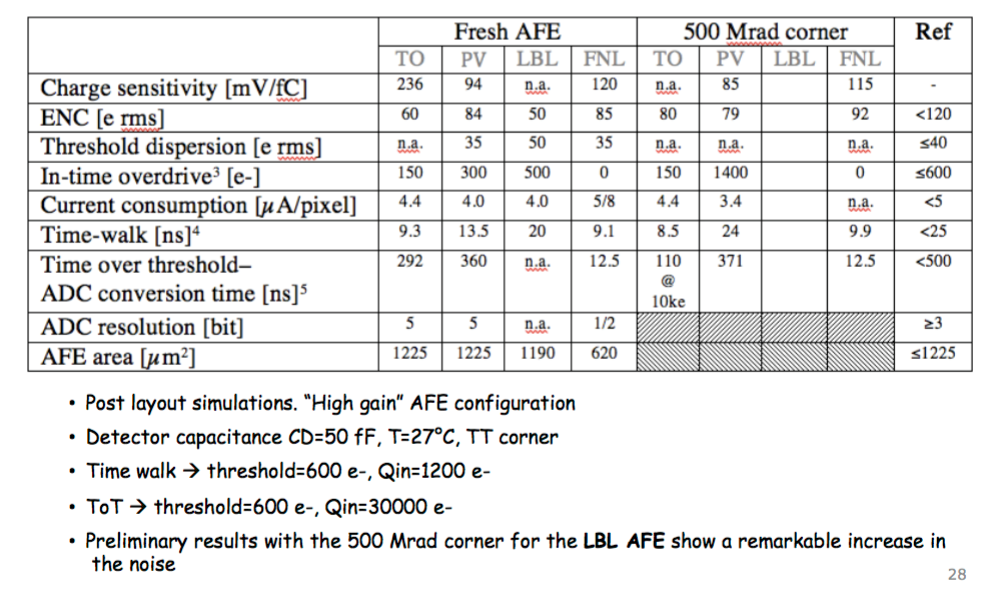 Fresh AFE 500 Mrad corner Ref
TO PV LBL FNL TO PV LBL FNL
Charge sensitivity [mV/fC] 236 94 n.a. 120 n.a. 85 115 -
ENC [e rms] 60 84 50 85 80 79 92 <120
Threshold dispersion [e rms] n.a. 35 50 35 n.a. n.a. n.a. ≤40
In-time overdrive³ [e-] 150 300 500 0 150 1400 0 ≤600
Current consumption [μA/pixel] 4.4 4.0 4.0 5/8 4.4 3.4 n.a. <5
Time-walk [ns]⁴ 9.3 13.5 20 9.1 8.5 24 9.9 <25
Time over threshold– 292 360 n.a. 12.5 110 371 12.5 <500
ADC conversion time [ns]⁵ @
10ke
ADC resolution [bit] 5 5 n.a. 1/2 ≥3
AFE area [μm²] 1225 1225 1190 620 ≤1225
• Post layout simulations. “High gain” AFE configuration
• Detector capacitance CD=50 fF, T=27°C, TT corner
• Time walk → threshold=600 e-, Qin=1200 e-
• ToT → threshold=600 e-, Qin=30000 e-
• Preliminary results with the 500 Mrad corner for the LBL AFE show a remarkable increase in
the noise
28